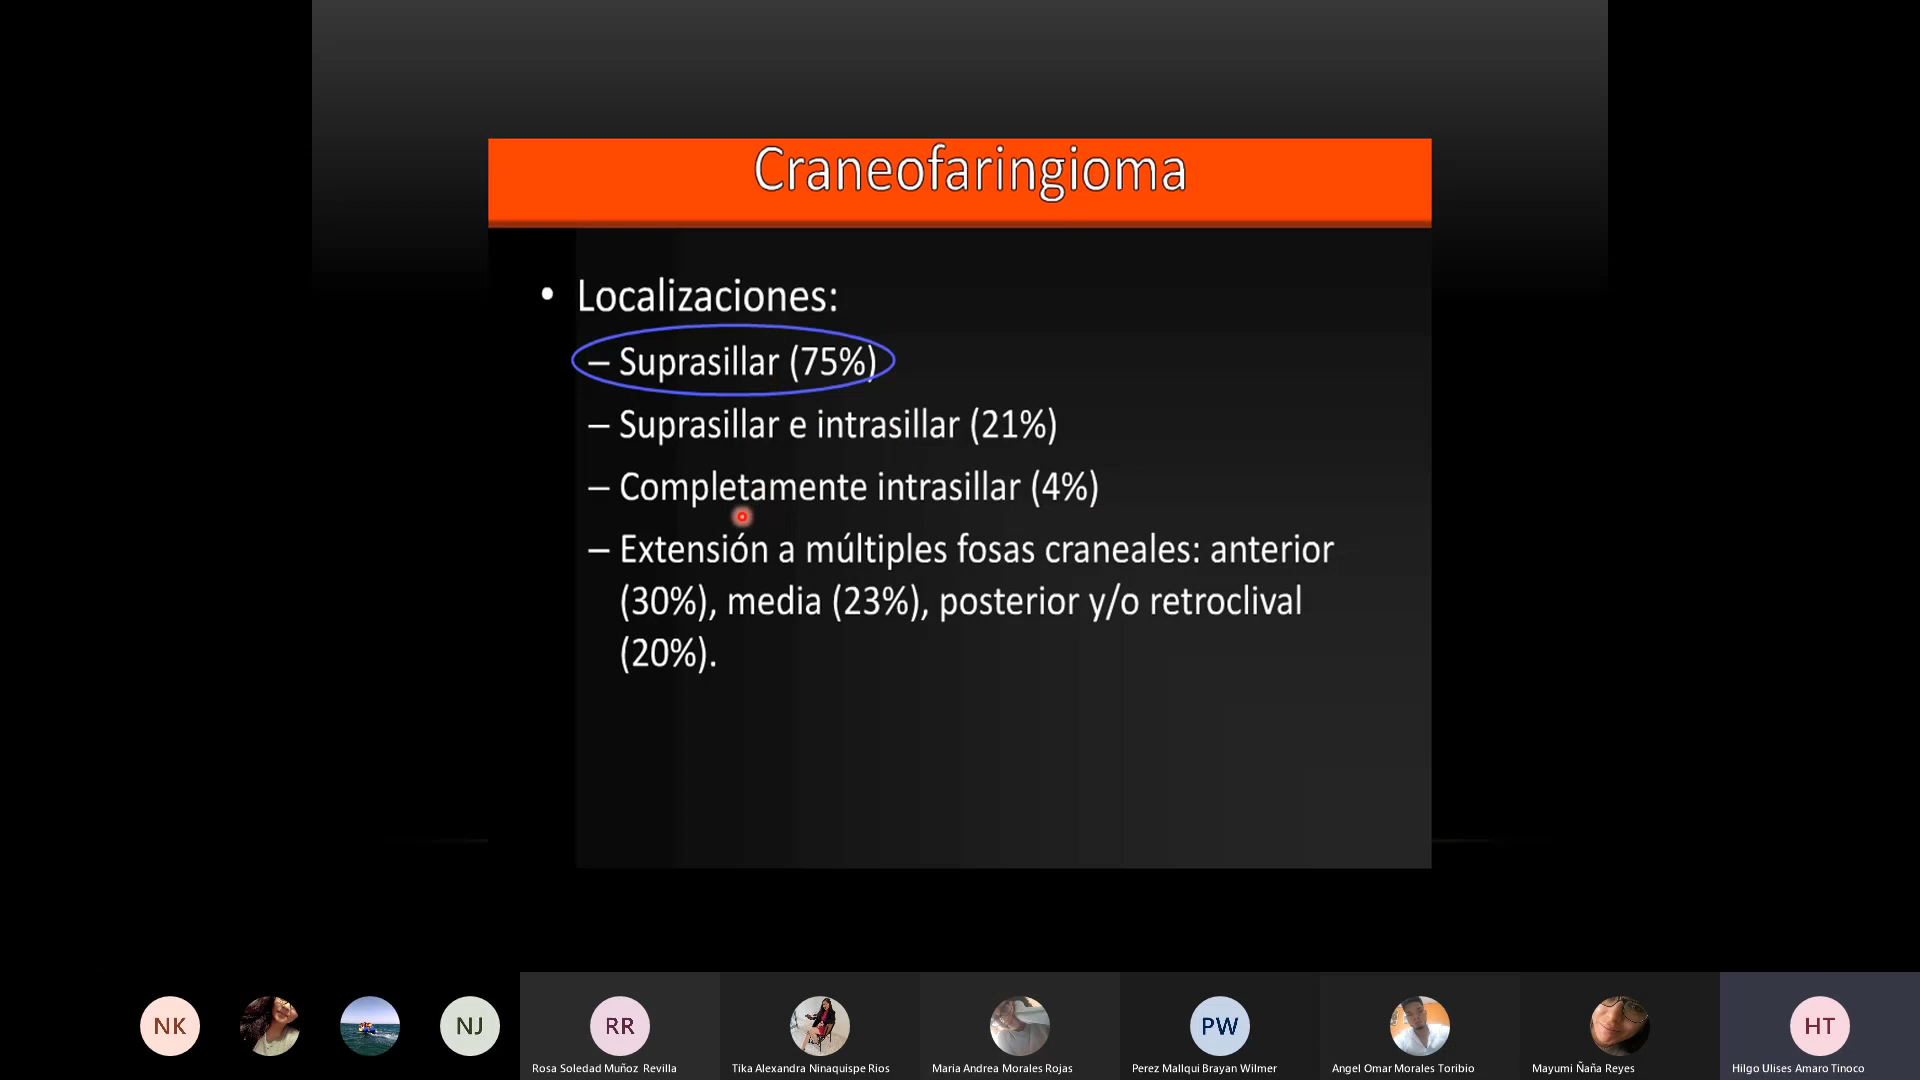 Craneofaringioma
• Localizaciones:
– Suprasillar (75%)
– Suprasillar e intrasillar (21%)
– Completamente intrasillar (4%)
– Extensión a múltiples fosas craneales: anterior
(30%), media (23%), posterior y/o retroclival
(20%).
NK
NJ
RR
PW
HT
Rosa Soledad Muñoz Revilla
Tika Alexandra Ninaquispe Rios
Maria Andrea Morales Rojas
Perez Mallqui Brayan Wilmer
Angel Omar Morales Toribio
Mayumi Ñaña Reyes
Hilgo Ulises Amaro Tinoco